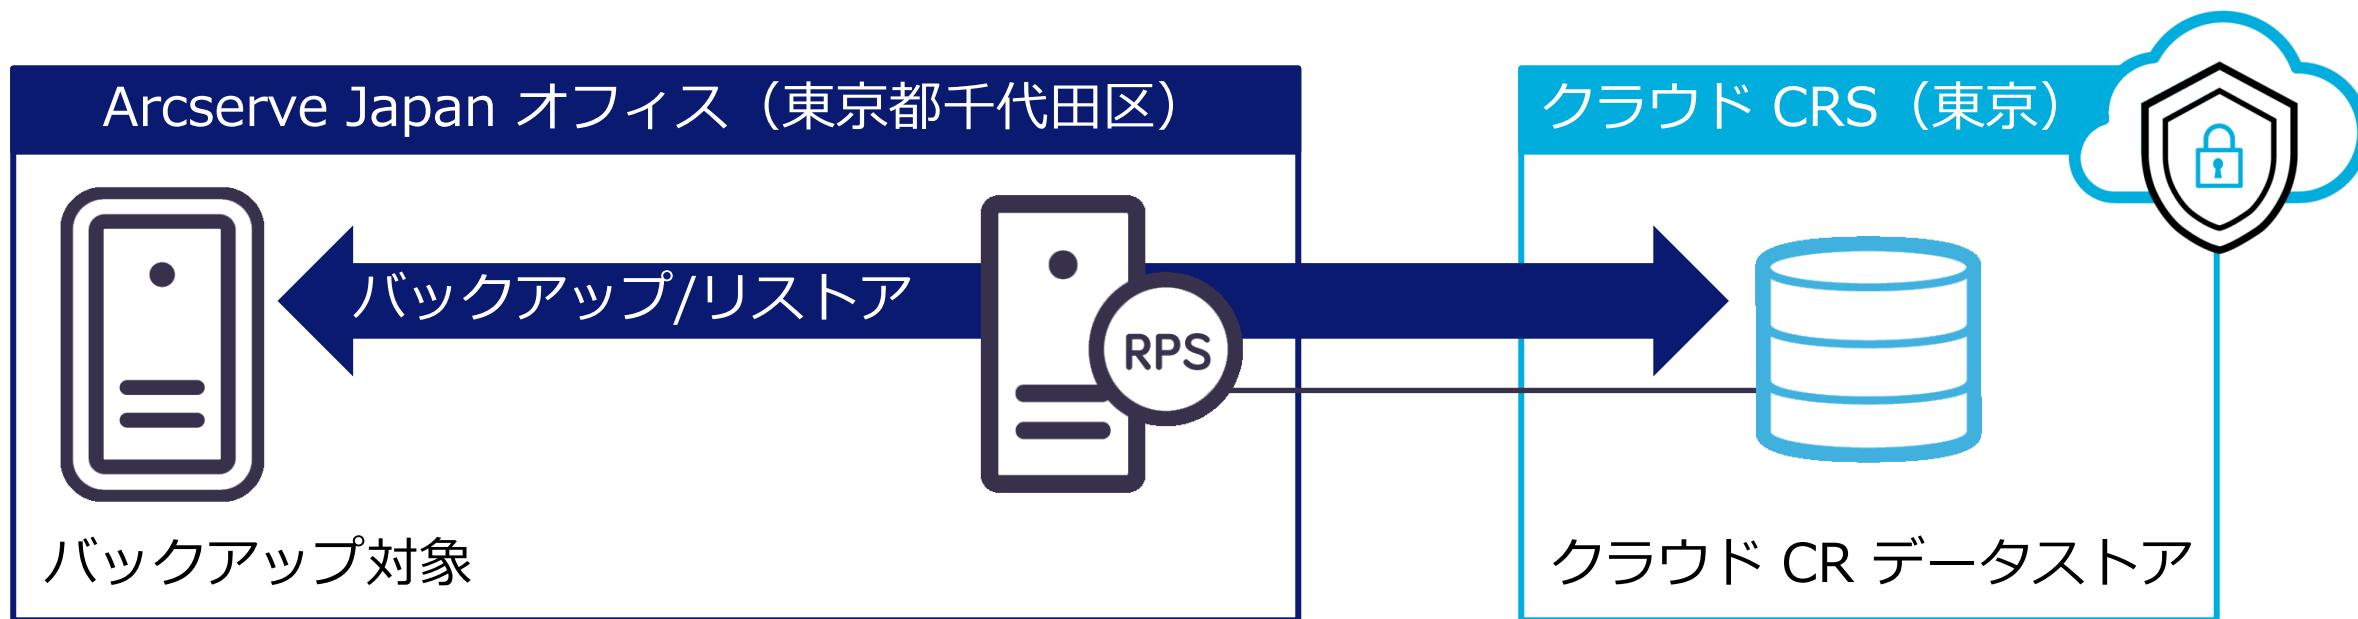 Arcserve Japan オフィス（東京都千代田区）
クラウド CRS（東京）
バックアップ/リストア
RPS
バックアップ対象
クラウド CR データストア